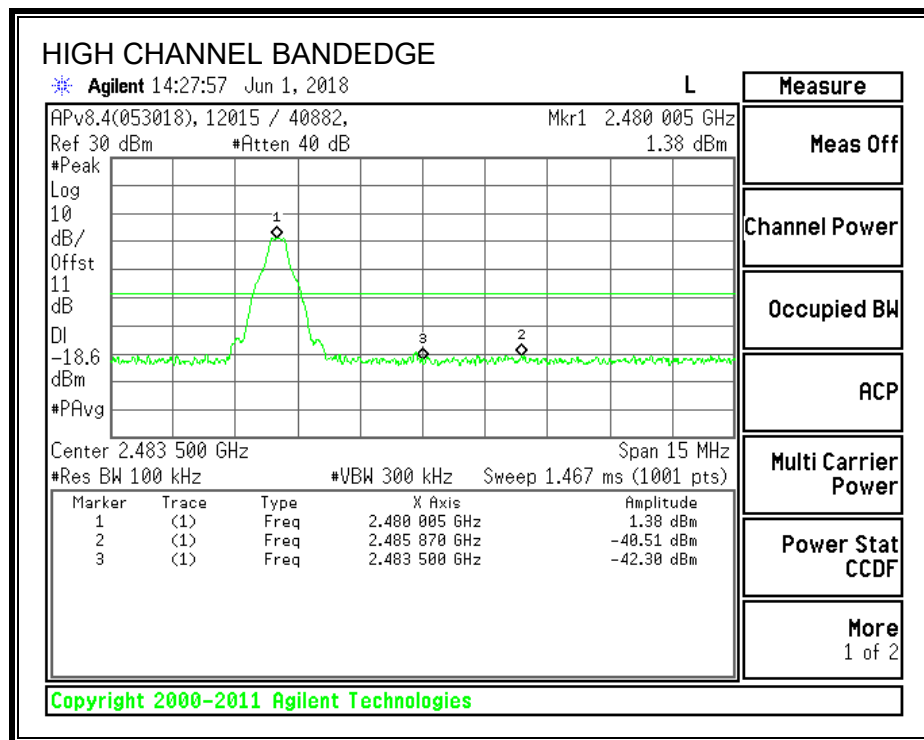 HIGH CHANNEL BANDEDGE
Agilent 14:27:57 Jun 1, 2018 L
APv8.4(053018), 12015 / 40882, Mkr1 2.480 005 GHz
Ref 30 dBm #Atten 40 dB 1.38 dBm
#Peak
Log
10
dB/
Offst
11
dB
DI
-18.6
dBm
#PAvg
1
3
2
Center 2.483 500 GHz Span 15 MHz
#Res BW 100 kHz #VBW 300 kHz Sweep 1.467 ms (1001 pts)
Marker Trace Type X Axis Amplitude
1 (1) Freq 2.480 005 GHz 1.38 dBm
2 (1) Freq 2.485 870 GHz -40.51 dBm
3 (1) Freq 2.483 500 GHz -42.30 dBm
Measure
Meas Off
Channel Power
Occupied BW
ACP
Multi Carrier
Power
Power Stat
CCDF
More
1 of 2
Copyright 2000-2011 Agilent Technologies